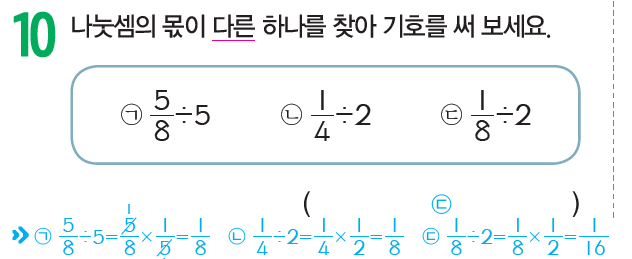 10 나눗셈의 몫이 다른 하나를 찾아 기호를 써 보세요.
㉠ 5/8÷5 ㉡ 1/4÷2 ㉢ 1/8÷2
( ㉢ )
» ㉠ 5/8÷5=5/8×1/5=1/8 ㉡ 1/4÷2=1/4×1/2=1/8 ㉢ 1/8÷2=1/8×1/2=1/16